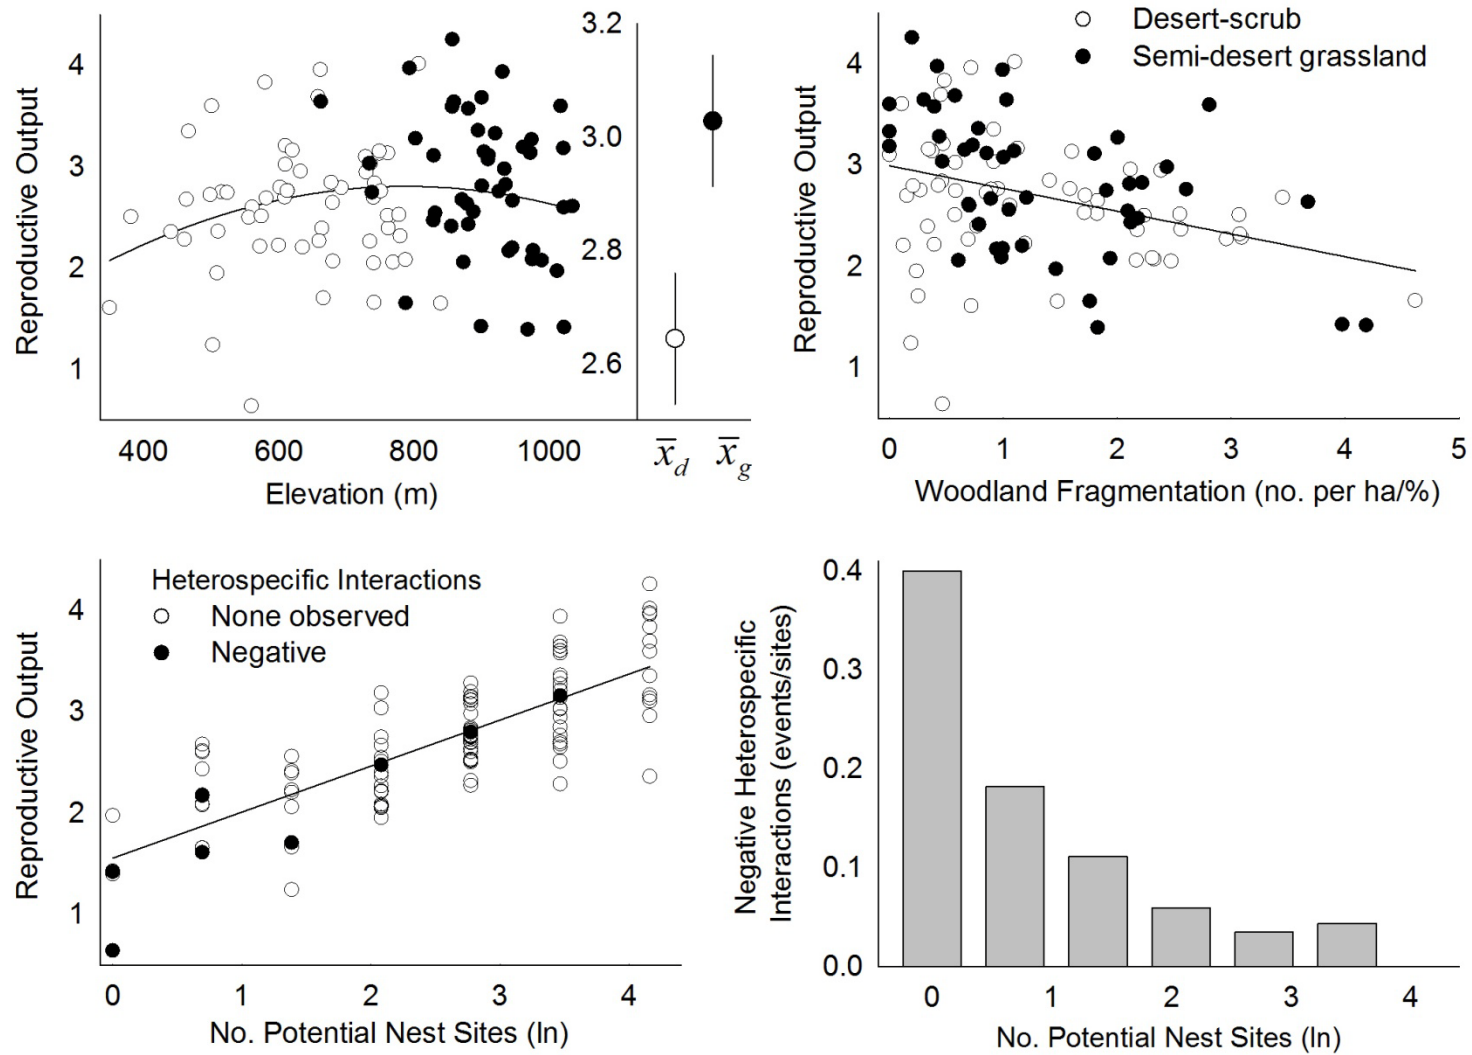 Reproductive Output
4
3
2
1
400 600 800 1000
Elevation (m)
3.2
3.0
2.8
2.6
x̄d x̄g
Desert-scrub
Semi-desert grassland
Reproductive Output
4
3
2
1
0 1 2 3 4 5
Woodland Fragmentation (no. per ha/%)
Heterospecific Interactions
None observed
Negative
Reproductive Output
4
3
2
1
0 1 2 3 4
No. Potential Nest Sites (ln)
Negative Heterospecific
Interactions (events/sites)
0.4
0.3
0.2
0.1
0.0
0 1 2 3 4
No. Potential Nest Sites (ln)